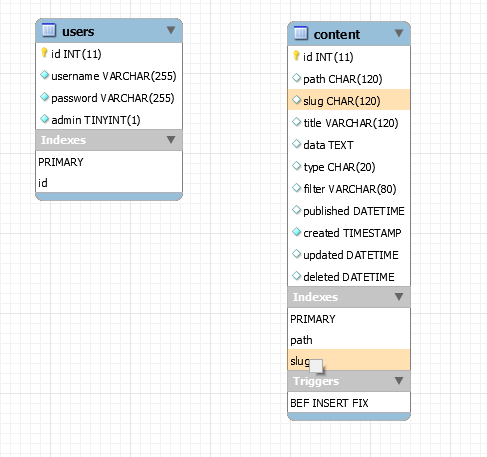 users
id INT(11)
username VARCHAR(255)
password VARCHAR(255)
admin TINYINT(1)
Indexes
PRIMARY
id
content
id INT(11)
path CHAR(120)
slug CHAR(120)
title VARCHAR(120)
data TEXT
type CHAR(20)
filter VARCHAR(80)
published DATETIME
created TIMESTAMP
updated DATETIME
deleted DATETIME
Indexes
PRIMARY
path
slug
Triggers
BEF INSERT FIX